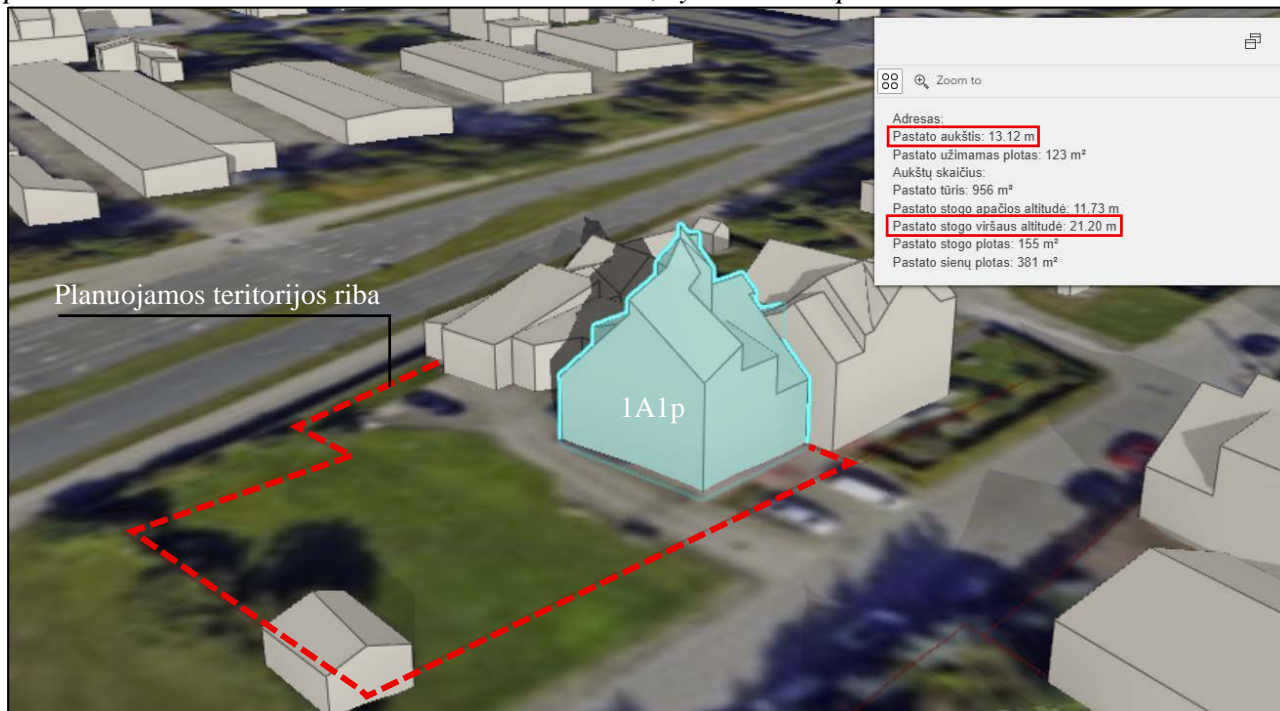 Zoom to
Adresas:
Pastato aukštis: 13.12 m
Pastato užimamas plotas: 123 m²
Aukštų skaičius:
Pastato tūris: 956 m³
Pastato stogo apačios altitudė: 11.73 m
Pastato stogo viršaus altitudė: 21.20 m
Pastato stogo plotas: 155 m²
Pastato sienų plotas: 381 m²
Planuojamos teritorijos riba
1A1p